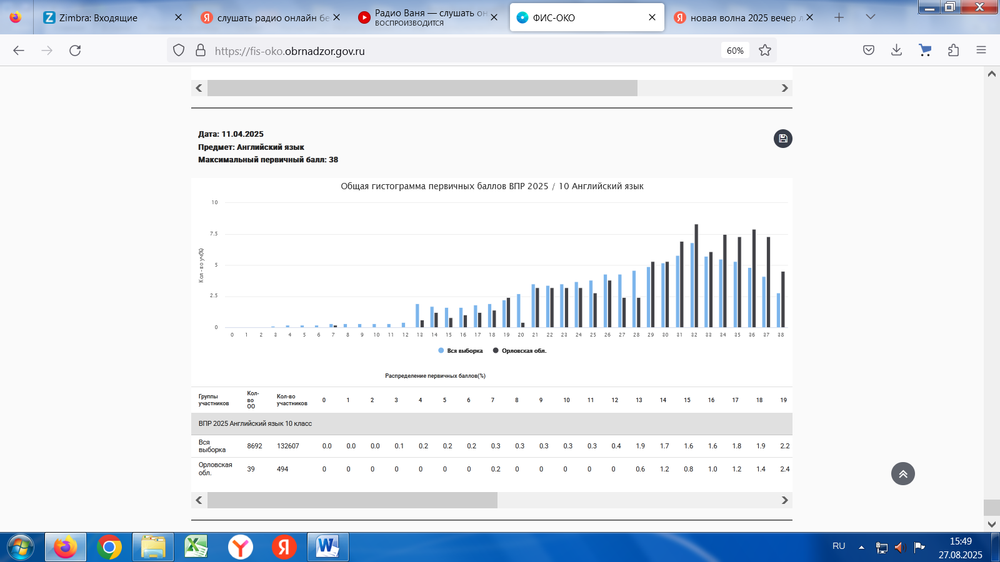 Zimbra: Входящие
слушать радио онлайн бе
Радио Ваня — слушать он
ВОСПРОИЗВОДИТСЯ
ФИС-ОКО
новая волна 2025 вечер л
https://fis-oko.obrnadzor.gov.ru
60%
Дата: 11.04.2025
Предмет: Английский язык
Максимальный первичный балл: 38
Общая гистограмма первичных баллов ВПР 2025 / 10 Английский язык
Кол-во уч(%)
10
7.5
5
2.5
0
0 1 2 3 4 5 6 7 8 9 10 11 12 13 14 15 16 17 18 19 20 21 22 23 24 25 26 27 28 29 30 31 32 33 34 35 36 37 38
Вся выборка Орловская обл.
Распределение первичных баллов(%)
Группы участников Кол-во ОО Кол-во участников 0 1 2 3 4 5 6 7 8 9 10 11 12 13 14 15 16 17 18 19
ВПР 2025 Английский язык 10 класс
Вся выборка 8692 132607 0.0 0.0 0.0 0.1 0.2 0.2 0.2 0.3 0.3 0.3 0.3 0.3 0.4 1.9 1.7 1.6 1.6 1.8 1.9 2.2
Орловская обл. 39 494 0 0 0 0 0 0 0 0.2 0 0 0 0 0 0.6 1.2 0.8 1.0 1.2 1.4 2.4
RU
15:49
27.08.2025